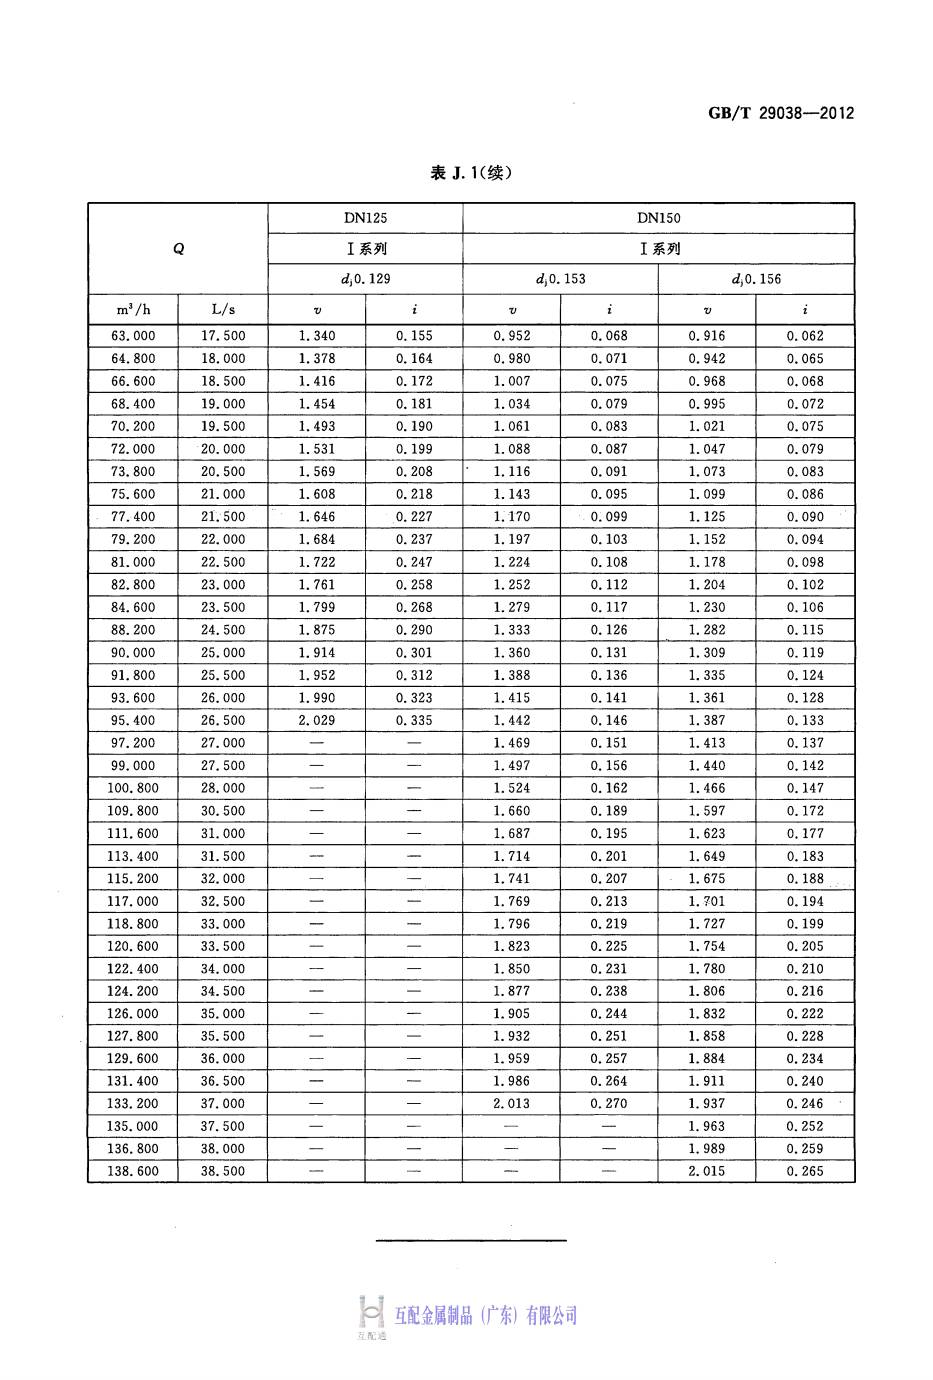 GB/T 29038—2012
表 J.1(续)
Q DN125 DN150
Ⅰ系列 Ⅰ系列
dj0.129 dj0.153 dj0.156
m³/h L/s v i v i v i
63.000 17.500 1.340 0.155 0.952 0.068 0.916 0.062
64.800 18.000 1.378 0.164 0.980 0.071 0.942 0.065
66.600 18.500 1.416 0.172 1.007 0.075 0.968 0.068
68.400 19.000 1.454 0.181 1.034 0.079 0.995 0.072
70.200 19.500 1.493 0.190 1.061 0.083 1.021 0.075
72.000 20.000 1.531 0.199 1.088 0.087 1.047 0.079
73.800 20.500 1.569 0.208 1.116 0.091 1.073 0.083
75.600 21.000 1.608 0.218 1.143 0.095 1.099 0.086
77.400 21.500 1.646 0.227 1.170 0.099 1.125 0.090
79.200 22.000 1.684 0.237 1.197 0.103 1.152 0.094
81.000 22.500 1.722 0.247 1.224 0.108 1.178 0.098
82.800 23.000 1.761 0.258 1.252 0.112 1.204 0.102
84.600 23.500 1.799 0.268 1.279 0.117 1.230 0.106
88.200 24.500 1.875 0.290 1.333 0.126 1.282 0.115
90.000 25.000 1.914 0.301 1.360 0.131 1.309 0.119
91.800 25.500 1.952 0.312 1.388 0.136 1.335 0.124
93.600 26.000 1.990 0.323 1.415 0.141 1.361 0.128
95.400 26.500 2.029 0.335 1.442 0.146 1.387 0.133
97.200 27.000 — — 1.469 0.151 1.413 0.137
99.000 27.500 — — 1.497 0.156 1.440 0.142
100.800 28.000 — — 1.524 0.162 1.466 0.147
109.800 30.500 — — 1.660 0.189 1.597 0.172
111.600 31.000 — — 1.687 0.195 1.623 0.177
113.400 31.500 — — 1.714 0.201 1.649 0.183
115.200 32.000 — — 1.741 0.207 1.675 0.188
117.000 32.500 — — 1.769 0.213 1.701 0.194
118.800 33.000 — — 1.796 0.219 1.727 0.199
120.600 33.500 — — 1.823 0.225 1.754 0.205
122.400 34.000 — — 1.850 0.231 1.780 0.210
124.200 34.500 — — 1.877 0.238 1.806 0.216
126.000 35.000 — — 1.905 0.244 1.832 0.222
127.800 35.500 — — 1.932 0.251 1.858 0.228
129.600 36.000 — — 1.959 0.257 1.884 0.234
131.400 36.500 — — 1.986 0.264 1.911 0.240
133.200 37.000 — — 2.013 0.270 1.937 0.246
135.000 37.500 — — — — 1.963 0.252
136.800 38.000 — — — — 1.989 0.259
138.600 38.500 — — — — 2.015 0.265
互配金属制品（广东）有限公司
互配通